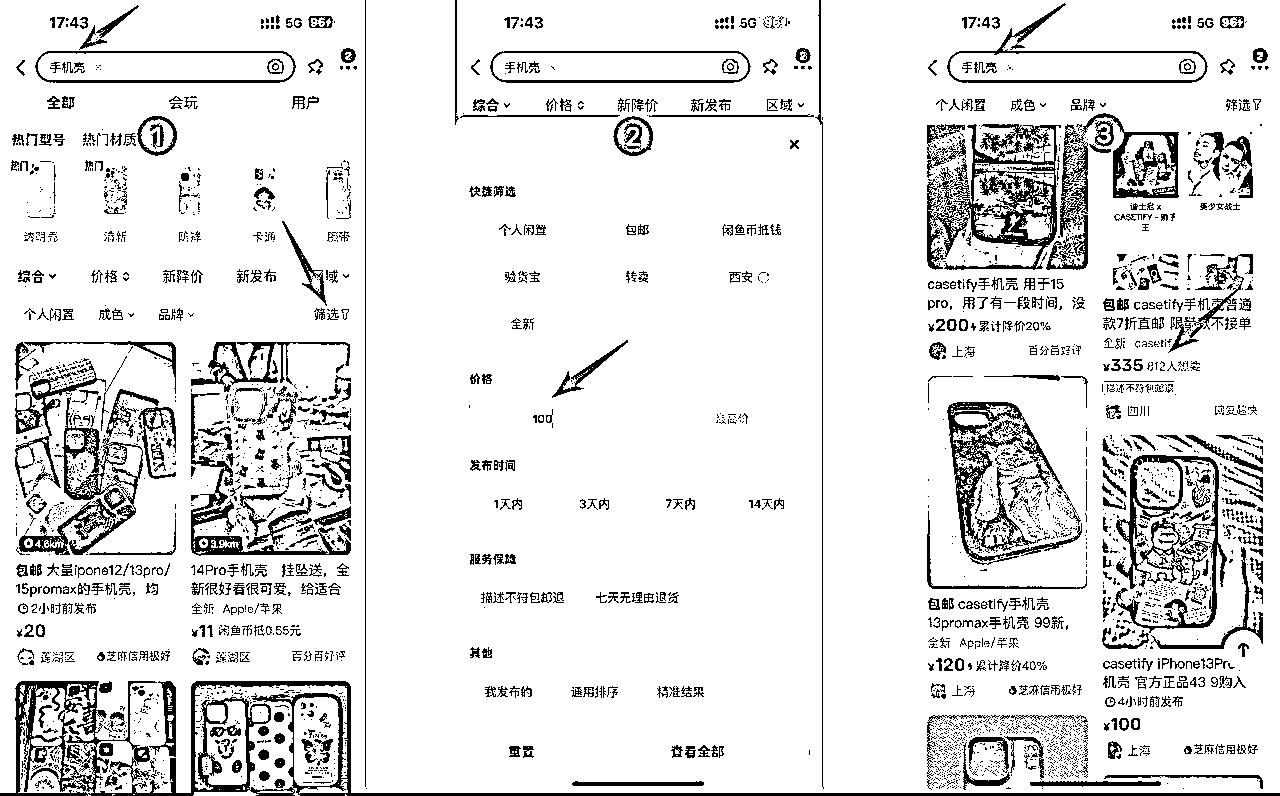 17:43
5G
手机壳
2
全部
会玩
用户
①
热门型号
热门材质
热门
热门
透明壳
清新
防摔
卡通
综合
价格
新降价
新发布
区域
个人闲置
成色
品牌
筛选
4.6km
3.9km
包邮 大量ipone12/13pro/
15promax的手机壳，均
2小时前发布
¥20
莲湖区
芝麻信用极好
14Pro手机壳 挂坠送，全
新很好看很可爱，给适合
全新 Apple/苹果
¥11 闲鱼币抵0.55元
莲湖区
百分百好评
17:43
5G
手机壳
综合
价格
新降价
新发布
区域
②
快捷筛选
个人闲置
包邮
闲鱼币抵钱
验货宝
转卖
西安
全新
价格
100
最高价
发布时间
1天内
3天内
7天内
14天内
服务保障
描述不符包邮退
七天无理由退货
其他
我发布的
通用排序
精准结果
重置
查看全部
17:43
5G
手机壳
2
个人闲置
成色
品牌
筛选
③
迪士尼 x
CASETIFY - 狮子
王
美少女战士
casetify手机壳 用于15
pro，用了有一段时间，没
¥200 累计降价20%
上海
百分百好评
包邮 casetify手机壳普通
款7折直邮 限量款不接单
全新
¥335 812人想要
描述不符包邮退
四川
回复超快
包邮 casetify手机壳
13promax手机壳 99新，
全新 Apple/苹果
¥120 累计降价40%
上海
芝麻信用极好
casetify iPhone13Pro
机壳 官方正品43 9购入
4小时前发布
¥100
上海
芝麻信用极好